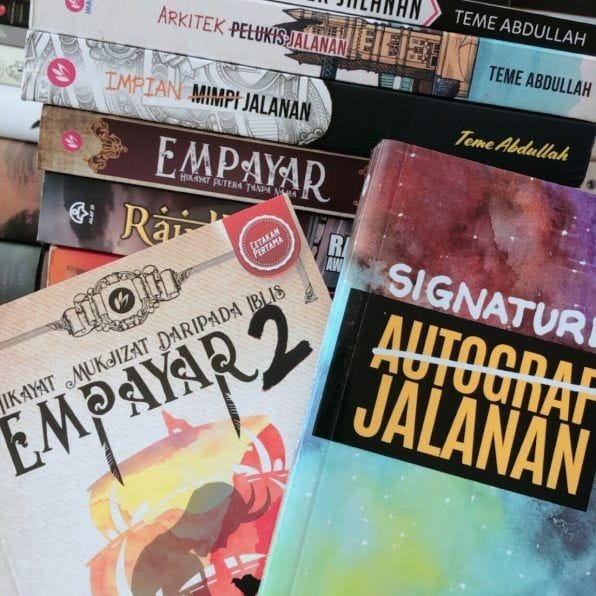 JALANAN
TEME ABDULLAH
ARKITEK PELUKIS JALANAN
TEME ABDULLAH
IMPIAN MIMPI JALANAN
Teme Abdullah
EMPAYAR
HIKAYAT PUTERA TANPA NAMA
CETAKAN
PERTAMA
HIKAYAT MUKJIZAT DARIPADA IBLIS
EMPAYAR 2
SIGNATURE
AUTOGRAF
JALANAN